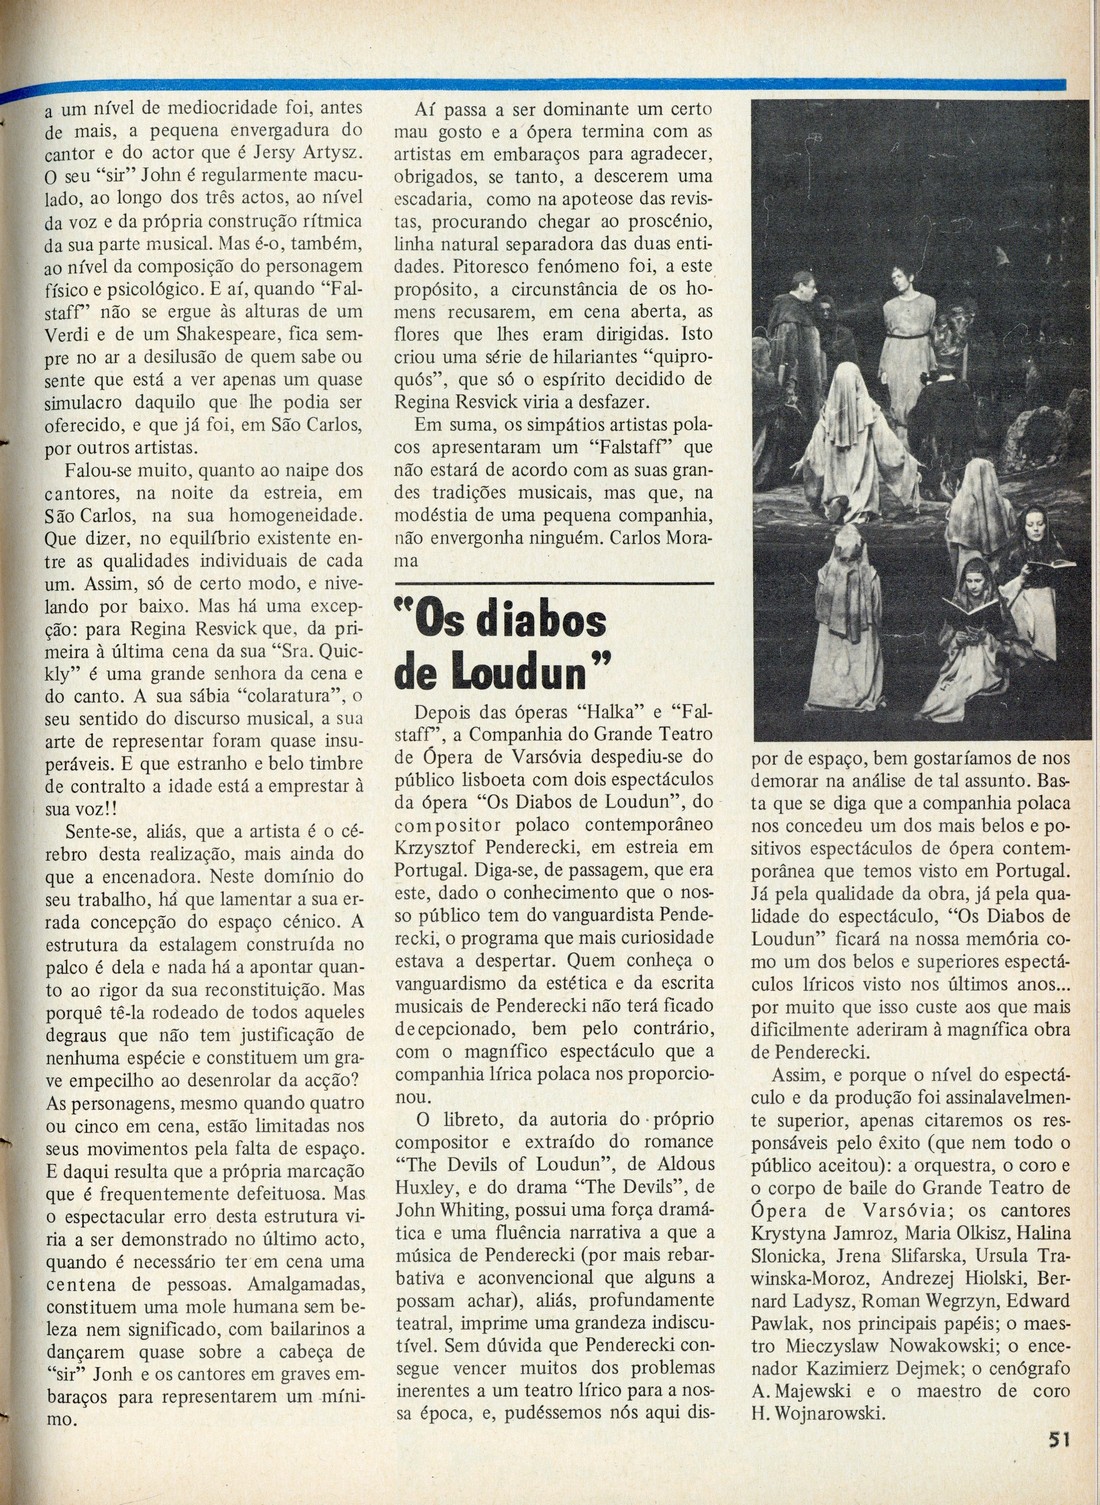 a um nível de mediocridade foi, antes
de mais, a pequena envergadura do
cantor e do actor que é Jersy Artysz.
O seu “sir” John é regularmente macu-
lado, ao longo dos três actos, ao nível
da voz e da própria construção rítmica
da sua parte musical. Mas é-o, também,
ao nível da composição do personagem
físico e psicológico. E aí, quando “Fal-
staff” não se ergue às alturas de um
Verdi e de um Shakespeare, fica sem-
pre no ar a desilusão de quem sabe ou
sente que está a ver apenas um quase
simulacro daquilo que lhe podia ser
oferecido, e que já foi, em São Carlos,
por outros artistas.
Falou-se muito, quanto ao naipe dos
cantores, na noite da estreia, em
São Carlos, na sua homogeneidade.
Que dizer, no equilíbrio existente en-
tre as qualidades individuais de cada
um. Assim, só de certo modo, e nive-
lando por baixo. Mas há uma excep-
ção: para Regina Resvick que, da pri-
meira à última cena da sua “Sra. Quic-
kly” é uma grande senhora da cena e
do canto. A sua sábia “colaratura”, o
seu sentido do discurso musical, a sua
arte de representar foram quase insu-
peráveis. E que estranho e belo timbre
de contralto a idade está a emprestar à
sua voz!!
Sente-se, aliás, que a artista é o cé-
rebro desta realização, mais ainda do
que a encenadora. Neste domínio do
seu trabalho, há que lamentar a sua er-
rada concepção do espaço cénico. A
estrutura da estalagem construída no
palco é dela e nada há a apontar quan-
to ao rigor da sua reconstituição. Mas
porquê tê-la rodeado de todos aqueles
degraus que não tem justificação de
nenhuma espécie e constituem um gra-
ve empecilho ao desenrolar da acção?
As personagens, mesmo quando quatro
ou cinco em cena, estão limitadas nos
seus movimentos pela falta de espaço.
E daqui resulta que a própria marcação
que é frequentemente defeituosa. Mas
o espectacular erro desta estrutura vi-
ria a ser demonstrado no último acto,
quando é necessário ter em cena uma
centena de pessoas. Amalgamadas,
constituem uma mole humana sem be-
leza nem significado, com bailarinos a
dançarem quase sobre a cabeça de
“sir” Jonh e os cantores em graves em-
baraços para representarem um míni-
mo.
Aí passa a ser dominante um certo
mau gosto e a ópera termina com as
artistas em embaraços para agradecer,
obrigados, se tanto, a descerem uma
escadaria, como na apoteose das revis-
tas, procurando chegar ao proscénio,
linha natural separadora das duas enti-
dades. Pitoresco fenómeno foi, a este
propósito, a circunstância de os ho-
mens recusarem, em cena aberta, as
flores que lhes eram dirigidas. Isto
criou uma série de hilariantes “quipro-
quós”, que só o espírito decidido de
Regina Resvick viria a desfazer.
Em suma, os simpátios artistas pola-
cos apresentaram um “Falstaff” que
não estará de acordo com as suas gran-
des tradições musicais, mas que, na
modéstia de uma pequena companhia,
não envergonha ninguém. Carlos Mora-
ma
“Os diabos
de Loudun”
Depois das óperas “Halka” e “Fal-
staff”, a Companhia do Grande Teatro
de Ópera de Varsóvia despediu-se do
público lisboeta com dois espectáculos
da ópera “Os Diabos de Loudun”, do
compositor polaco contemporâneo
Krzysztof Penderecki, em estreia em
Portugal. Diga-se, de passagem, que era
este, dado o conhecimento que o nos-
so público tem do vanguardista Pende-
recki, o programa que mais curiosidade
estava a despertar. Quem conheça o
vanguardismo da estética e da escrita
musicais de Penderecki não terá ficado
decepcionado, bem pelo contrário,
com o magnífico espectáculo que a
companhia lírica polaca nos proporcio-
nou.
O libreto, da autoria do próprio
compositor e extraído do romance
“The Devils of Loudun”, de Aldous
Huxley, e do drama “The Devils”, de
John Whiting, possui uma força dramá-
tica e uma fluência narrativa a que a
música de Penderecki (por mais rebar-
bativa e aconvencional que alguns a
possam achar), aliás, profundamente
teatral, imprime uma grandeza indiscu-
tível. Sem dúvida que Penderecki con-
segue vencer muitos dos problemas
inerentes a um teatro lírico para a nos-
sa época, e, pudéssemos nós aqui dis-
por de espaço, bem gostaríamos de nos
demorar na análise de tal assunto. Bas-
ta que se diga que a companhia polaca
nos concedeu um dos mais belos e po-
sitivos espectáculos de ópera contem-
porânea que temos visto em Portugal.
Já pela qualidade da obra, já pela qua-
lidade do espectáculo, “Os Diabos de
Loudun” ficará na nossa memória co-
mo um dos belos e superiores espectá-
culos líricos visto nos últimos anos...
por muito que isso custe aos que mais
dificilmente aderiram à magnífica obra
de Penderecki.
Assim, e porque o nível do espectá-
culo e da produção foi assinalavelmen-
te superior, apenas citaremos os res-
ponsáveis pelo êxito (que nem todo o
público aceitou): a orquestra, o coro e
o corpo de baile do Grande Teatro de
Ópera de Varsóvia; os cantores
Krystyna Jamroz, Maria Olkisz, Halina
Slonicka, Jrena Slifarska, Ursula Tra-
winska-Moroz, Andrezej Hiolski, Ber-
nard Ladysz, Roman Wegrzyn, Edward
Pawlak, nos principais papéis; o maes-
tro Mieczyslaw Nowakowski; o ence-
nador Kazimierz Dejmek; o cenógrafo
A. Majewski e o maestro de coro
H. Wojnarowski.
51